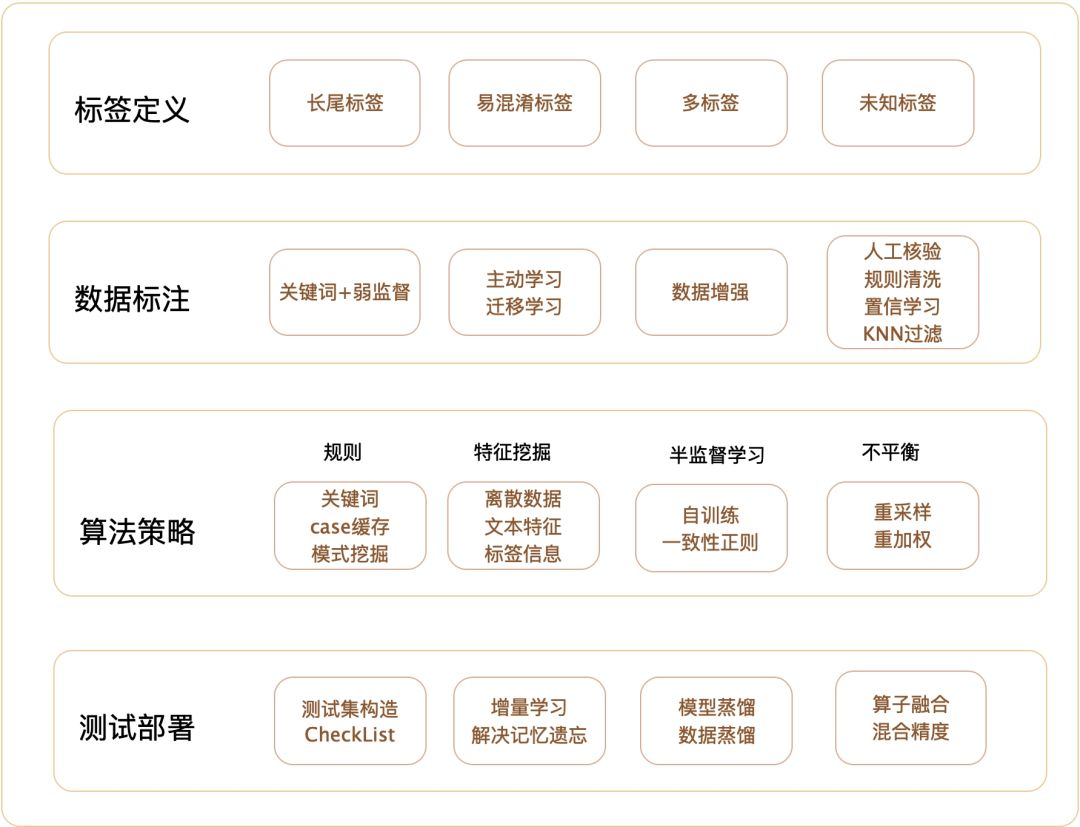 标签定义
长尾标签
易混淆标签
多标签
未知标签
数据标注
关键词+弱监督
主动学习
迁移学习
数据增强
人工核验
规则清洗
置信学习
KNN过滤
算法策略
规则
关键词
case缓存
模式挖掘
特征挖掘
离散数据
文本特征
标签信息
半监督学习
自训练
一致性正则
不平衡
重采样
重加权
测试部署
测试集构造
CheckList
增量学习
解决记忆遗忘
模型蒸馏
数据蒸馏
算子融合
混合精度